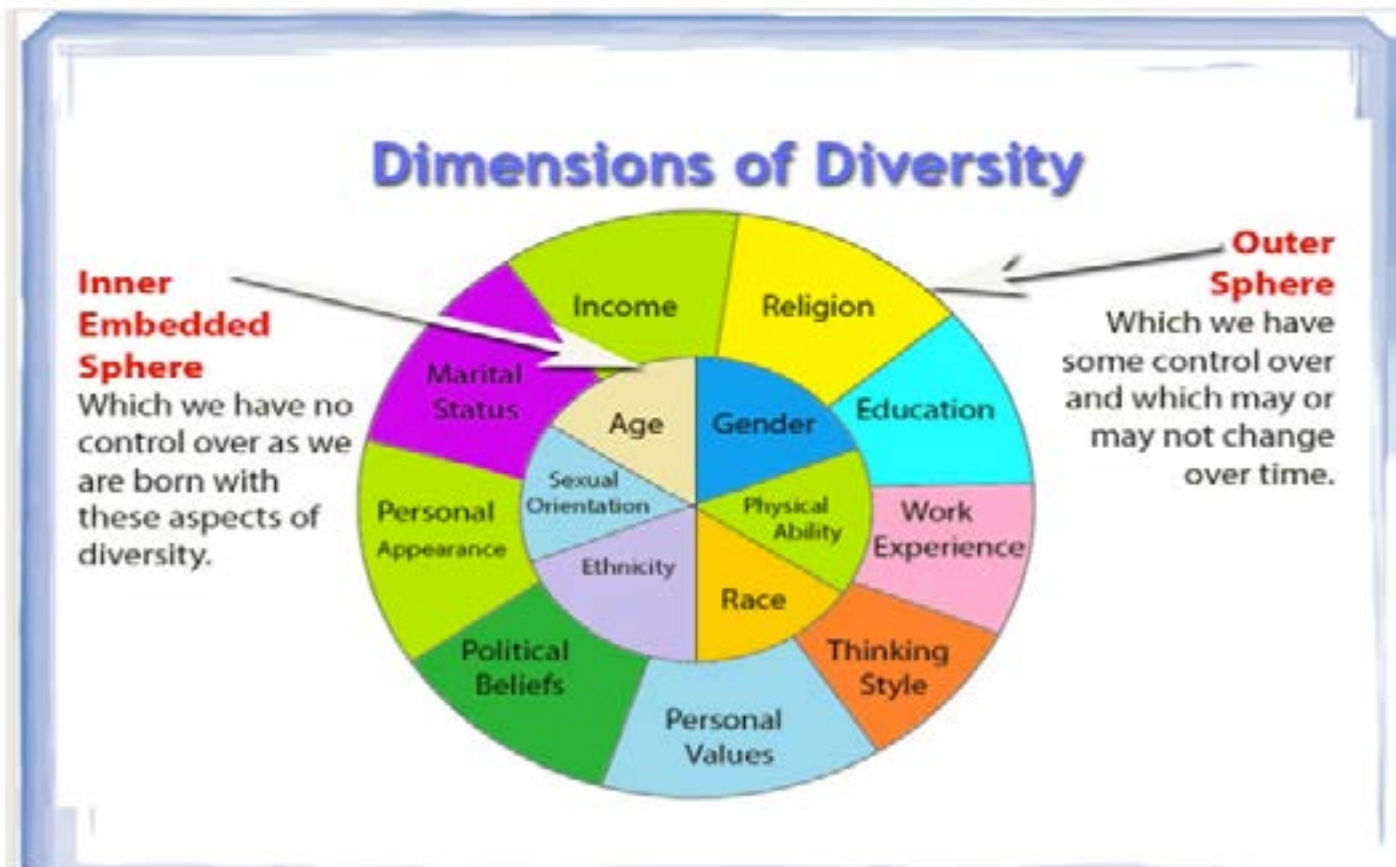 Dimensions of Diversity
Inner
Embedded
Sphere
Which we have no
control over as we
are born with
these aspects of
diversity.
Outer
Sphere
Which we have
some control over
and which may or
may not change
over time.
Income
Religion
Education
Work
Experience
Thinking
Style
Personal
Values
Political
Beliefs
Personal
Appearance
Marital
Status
Age
Gender
Physical
Ability
Race
Ethnicity
Sexual
Orientation